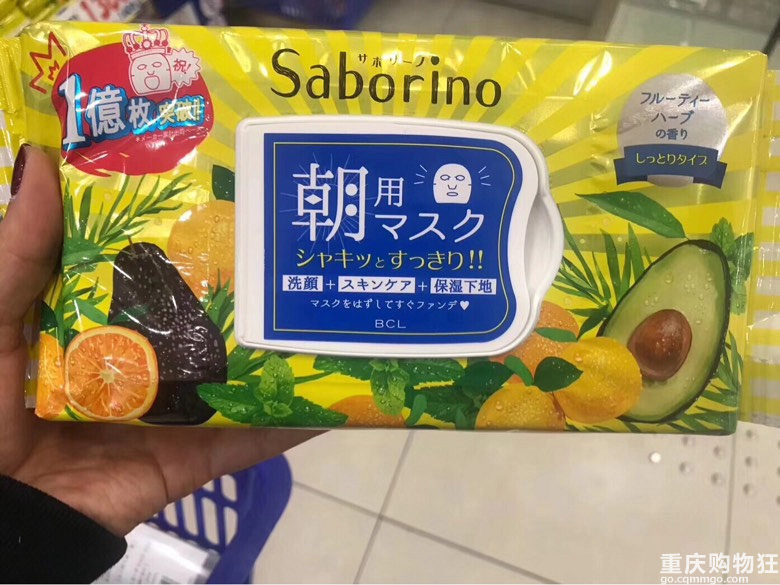 サボリーノ
Saborino
祝!
1億枚
突破!!
フルーティー
ハーブ
の香り
しっとりタイプ
朝用
マスク
シャキッとすっきり!!
洗顔+スキンケア+保湿下地
マスクをはずしてすぐファンデ♥
BCL
重庆购物狂
go.cqmmgo.com